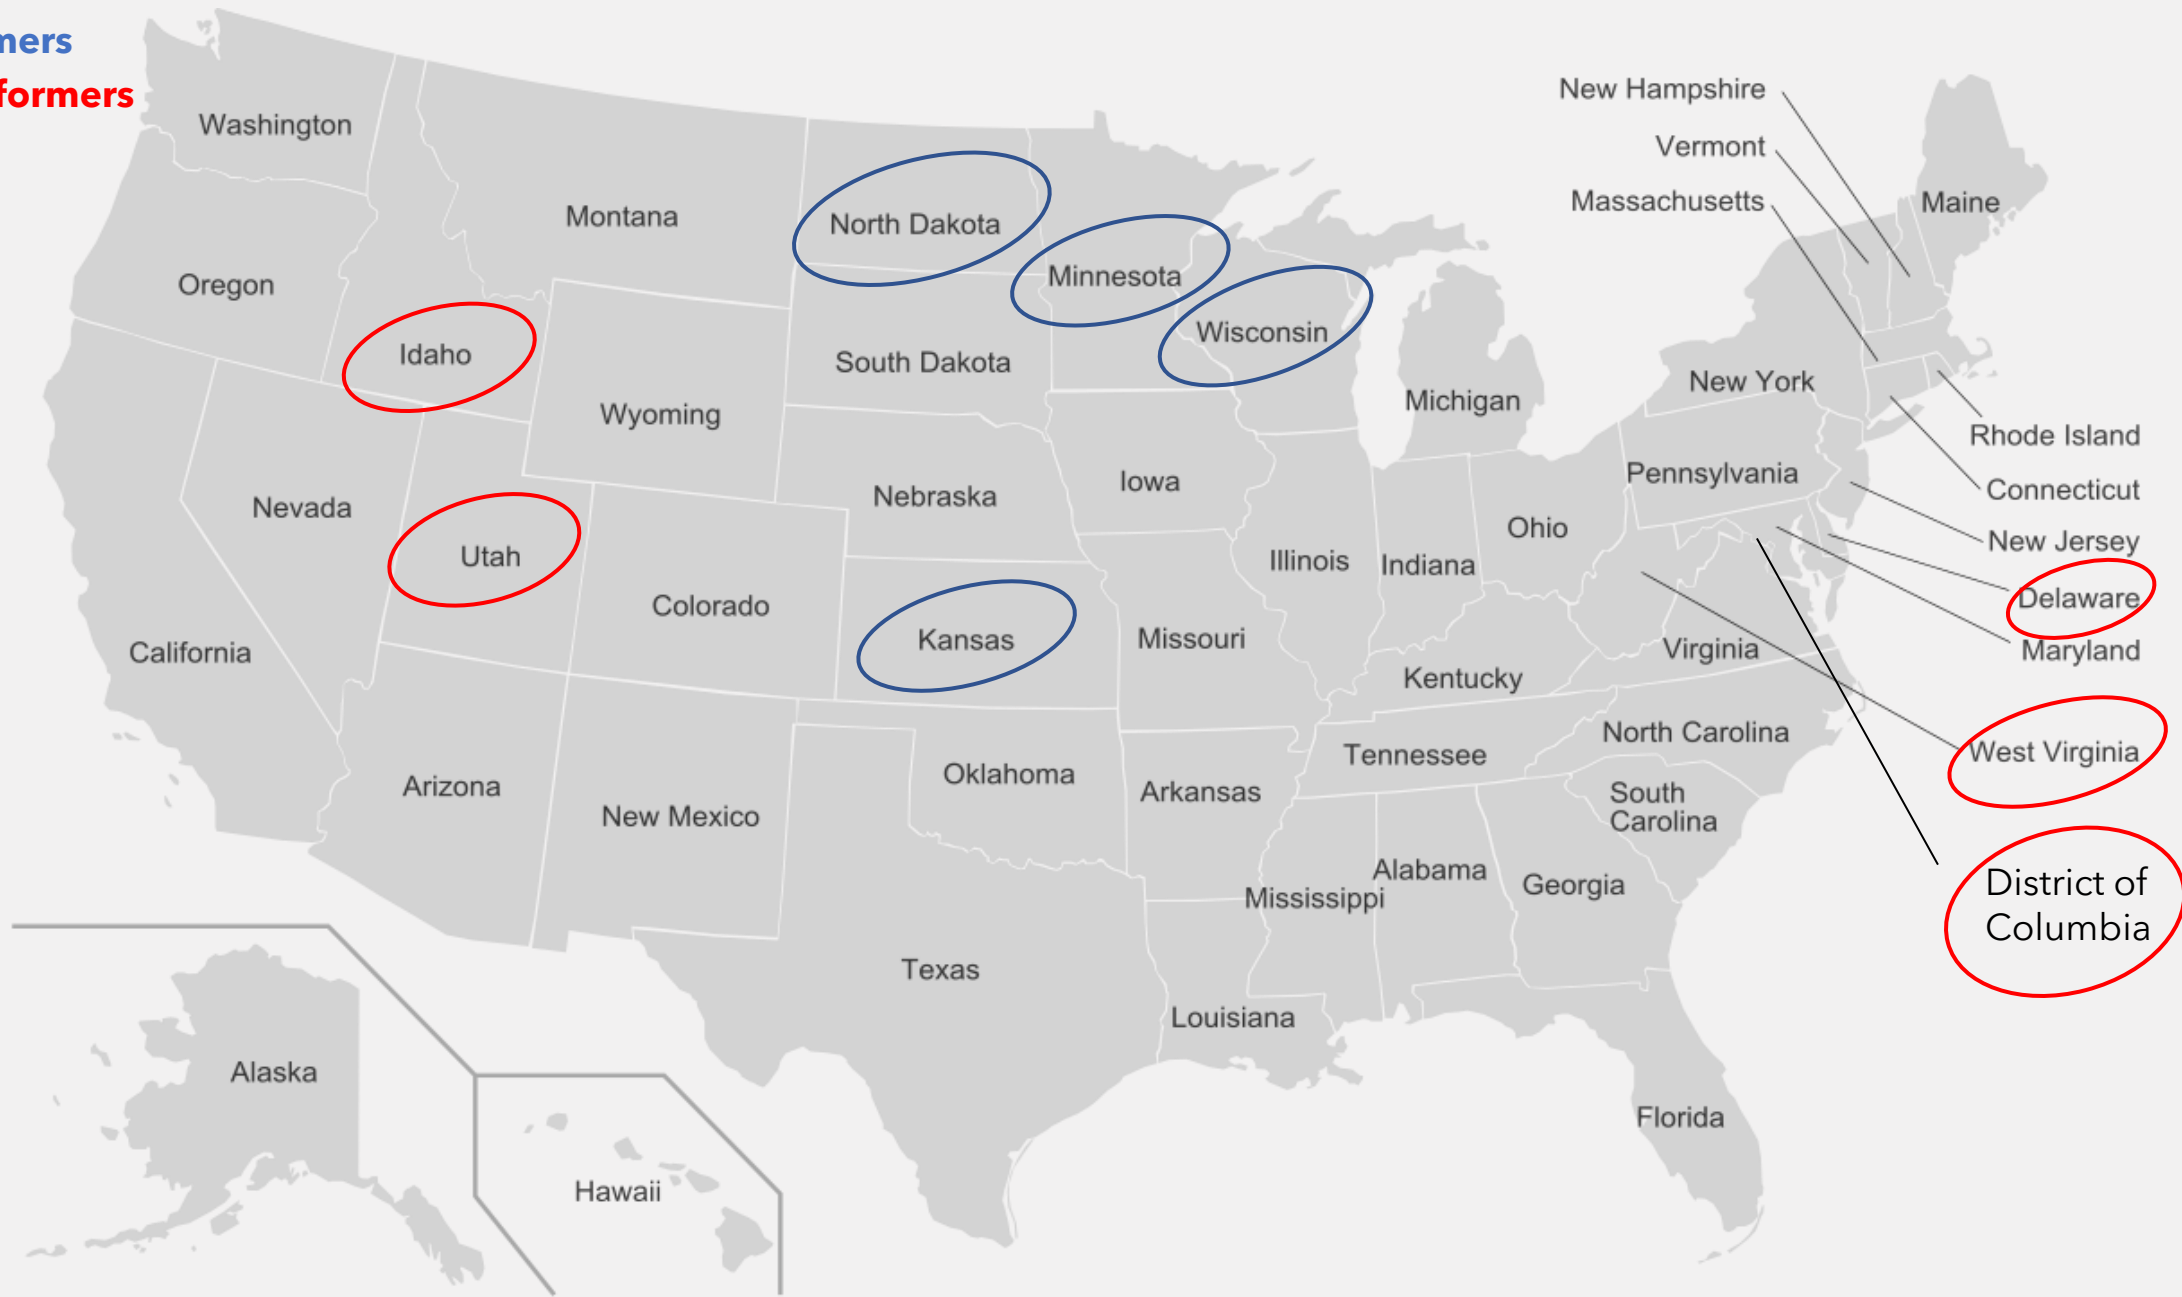 mers
formers
Washington
Montana
North Dakota
Minnesota
Wisconsin
Oregon
Idaho
Wyoming
South Dakota
Michigan
New Hampshire
Vermont
Massachusetts
Maine
New York
Rhode Island
Connecticut
New Jersey
Delaware
Maryland
West Virginia
District of
Columbia
Pennsylvania
Nevada
Utah
Colorado
Nebraska
Iowa
Illinois
Indiana
Ohio
California
Kansas
Missouri
Kentucky
Virginia
Arizona
New Mexico
Oklahoma
Arkansas
Tennessee
North Carolina
South
Carolina
Mississippi
Alabama
Georgia
Texas
Louisiana
Florida
Alaska
Hawaii